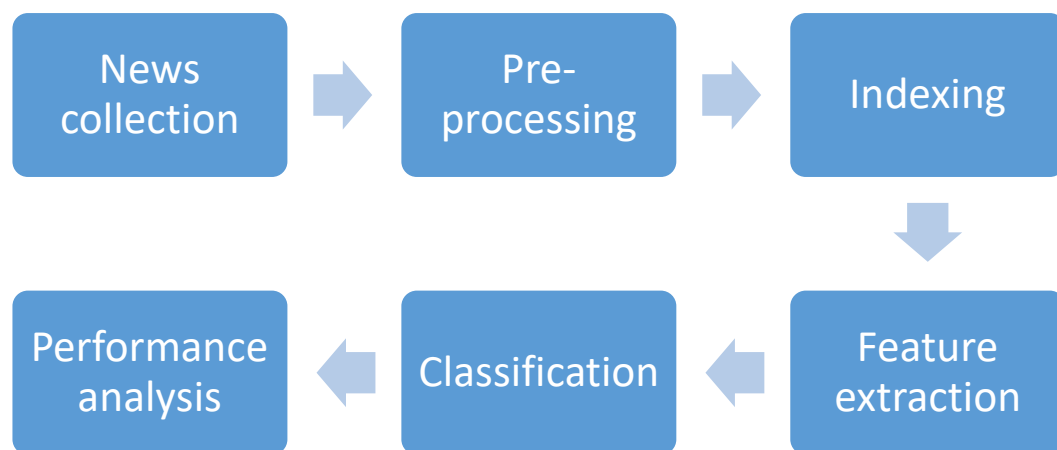 News
collection
Pre-
processing
Indexing
Feature
extraction
Classification
Performance
analysis